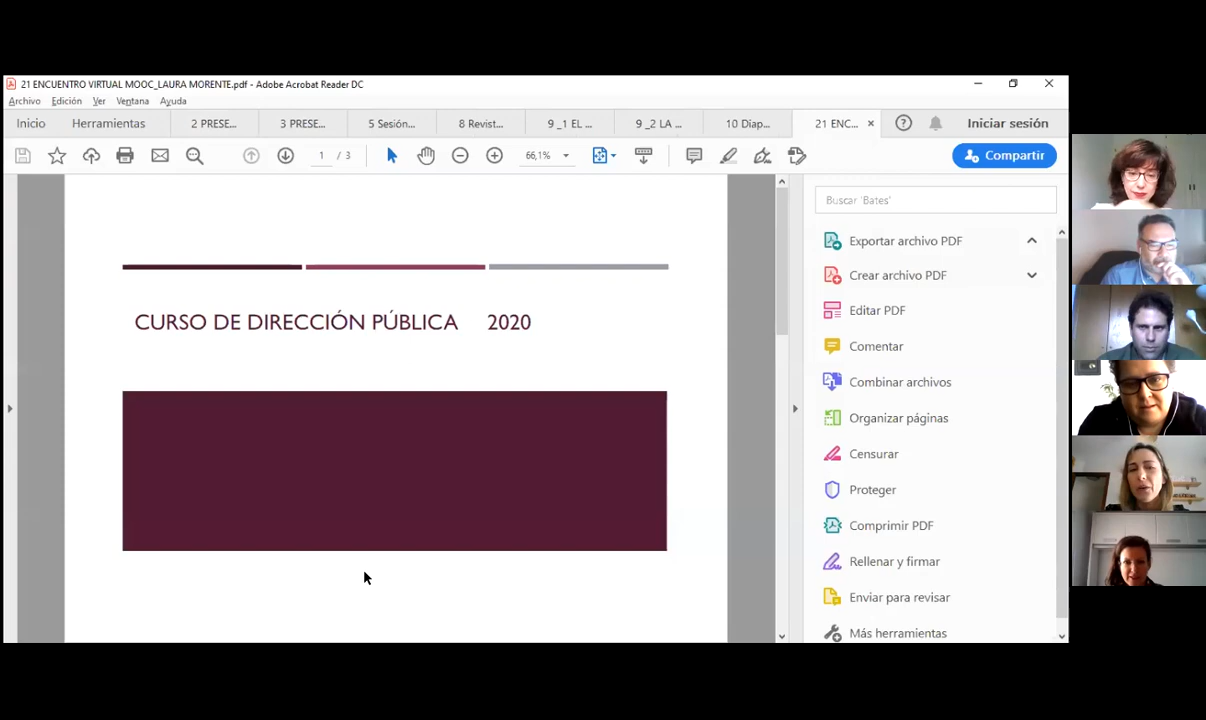 21 ENCUENTRO VIRTUAL MOOC_LAURA MORENTE.pdf - Adobe Acrobat Reader DC
Archivo Edición Ver Ventana Ayuda
Inicio Herramientas 2 PRESE... 3 PRESE... 5 Sesión... 8 Revist... 9 _1 EL ... 9 _2 LA ... 10 Diap... 21 ENC... × Iniciar sesión
1 / 3 66,1% Compartir
Buscar 'Bates'
Exportar archivo PDF
Crear archivo PDF
Editar PDF
Comentar
Combinar archivos
Organizar páginas
Censurar
Proteger
Comprimir PDF
Rellenar y firmar
Enviar para revisar
Más herramientas
CURSO DE DIRECCIÓN PÚBLICA 2020